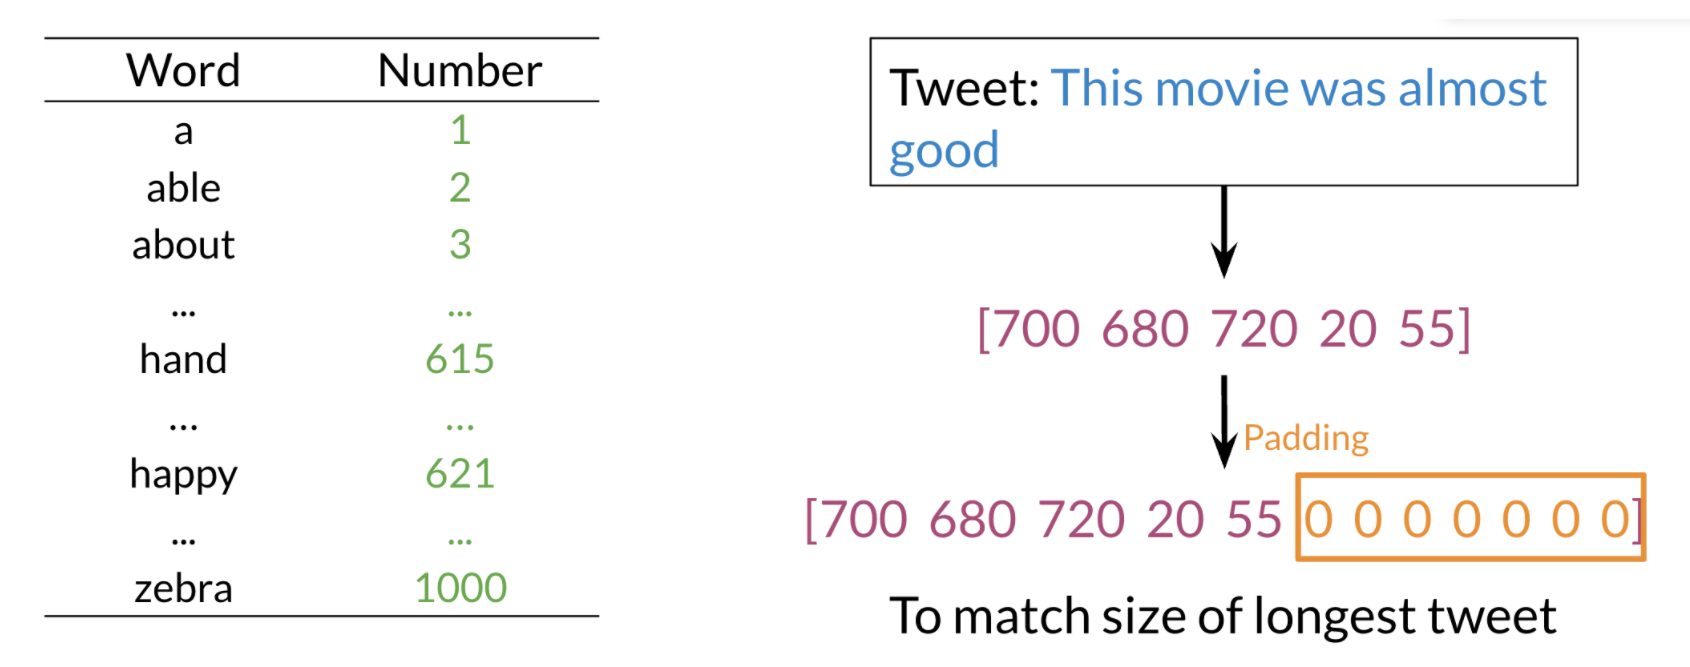 Word Number
a 1
able 2
about 3
... ...
hand 615
... ...
happy 621
... ...
zebra 1000
Tweet: This movie was almost
good
[700 680 720 20 55]
Padding
[700 680 720 20 55 0 0 0 0 0 0 0]
To match size of longest tweet